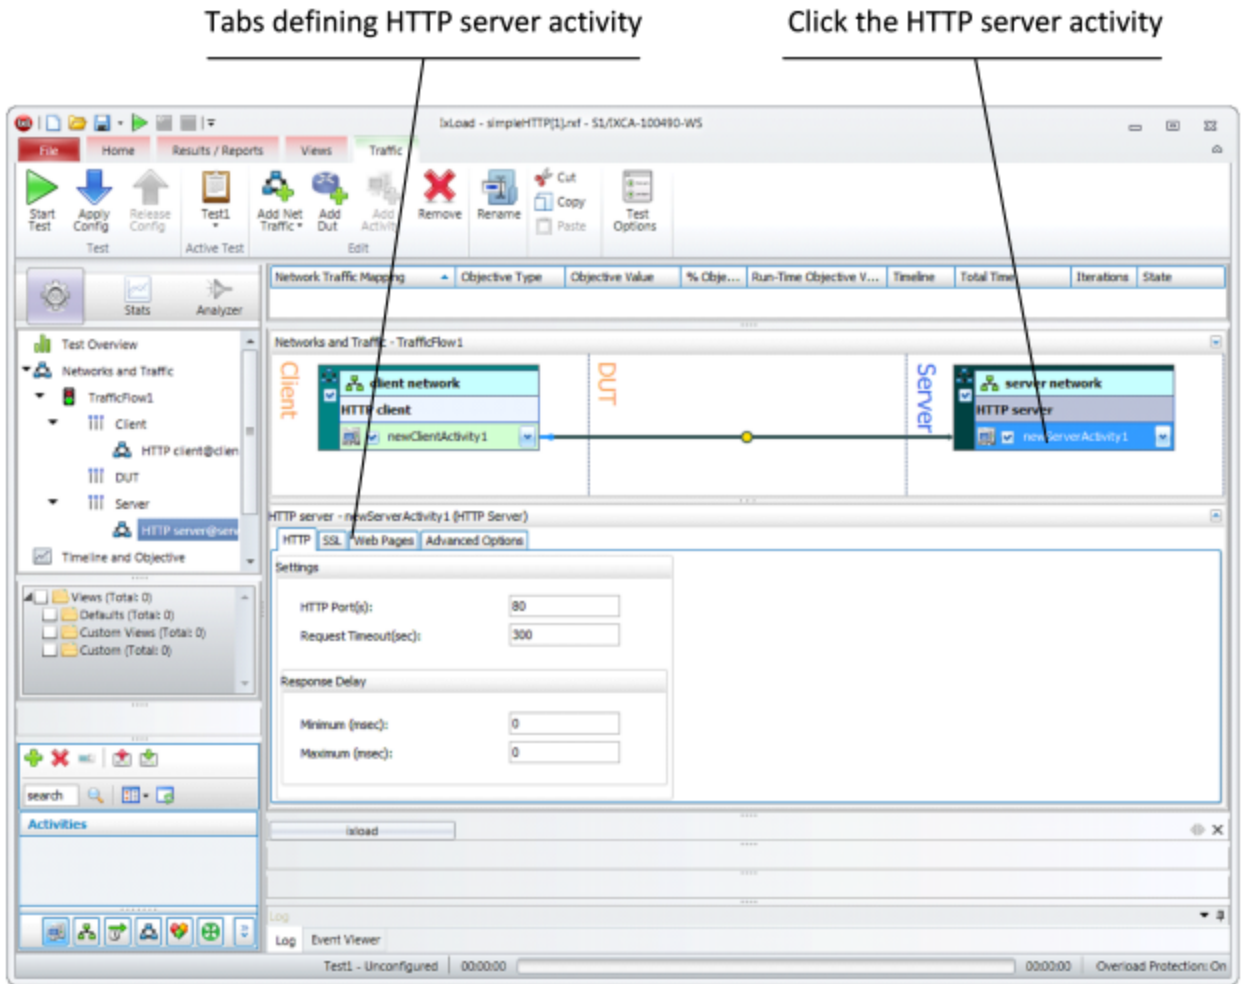 Tabs defining HTTP server activity
Click the HTTP server activity
IxLoad - simpleHTTP[1].rxf - S1/IXCA-100490-WS
File Home Results / Reports Views Traffic
Start Test
Apply Config
Release Config
Test1
Add Net Traffic
Add Dut
Add Activity
Remove
Rename
Cut
Copy
Paste
Test Options
Test
Active Test
Edit
Stats
Analyzer
Network Traffic Mapping Objective Type Objective Value % Obje... Run-Time Objective V... Timeline Total Time Iterations State
Test Overview
Networks and Traffic
TrafficFlow1
Client
HTTP client@clien
DUT
Server
HTTP server@serv
Timeline and Objective
Networks and Traffic - TrafficFlow1
Client
client network
HTTP client
newClientActivity1
DUT
Server
server network
HTTP server
newServerActivity1
HTTP server - newServerActivity1 (HTTP Server)
HTTP SSL Web Pages Advanced Options
Settings
HTTP Port(s): 80
Request Timeout(sec): 300
Response Delay
Minimum (msec): 0
Maximum (msec): 0
Views (Total: 0)
Defaults (Total: 0)
Custom Views (Total: 0)
Custom (Total: 0)
search
Activities
ixload
Log
Log Event Viewer
Test1 - Unconfigured 00:00:00 00:00:00 Overload Protection: On